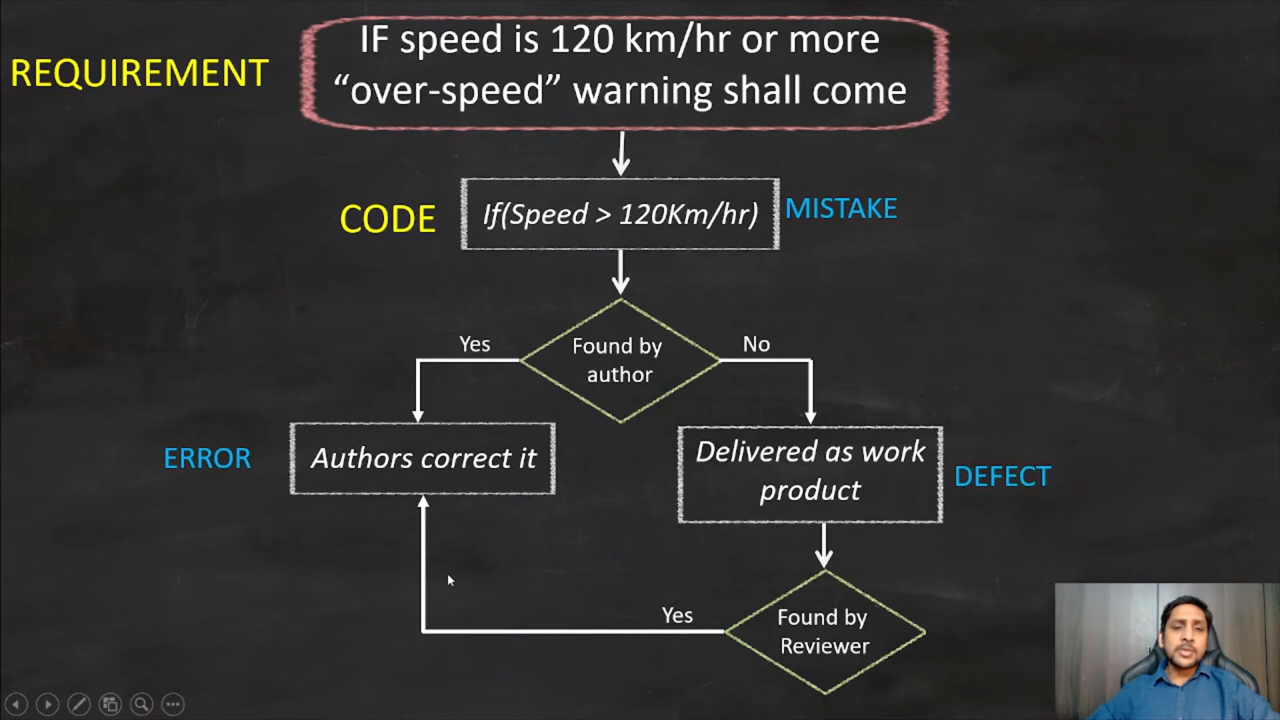 IF speed is 120 km/hr or more
REQUIREMENT
“over-speed” warning shall come
CODE
If(Speed > 120Km/hr)
MISTAKE
Yes
Found by
author
No
ERROR
Authors correct it
Delivered as work
product
DEFECT
Yes
Found by
Reviewer